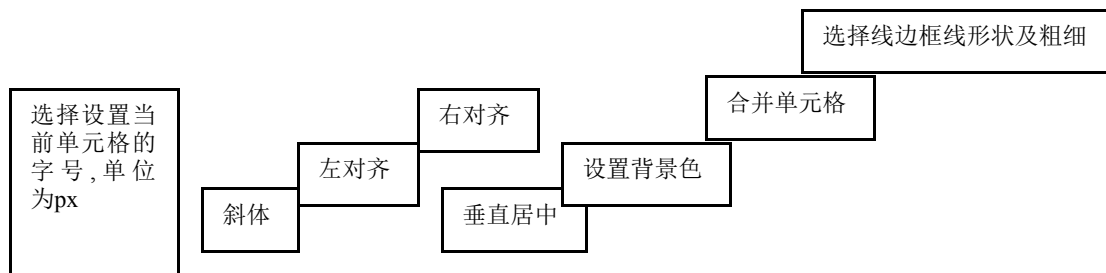 选择线边框线形状及粗细
合并单元格
右对齐
选择设置当
前单元格的
字号,单位
为px
左对齐
设置背景色
斜体
垂直居中